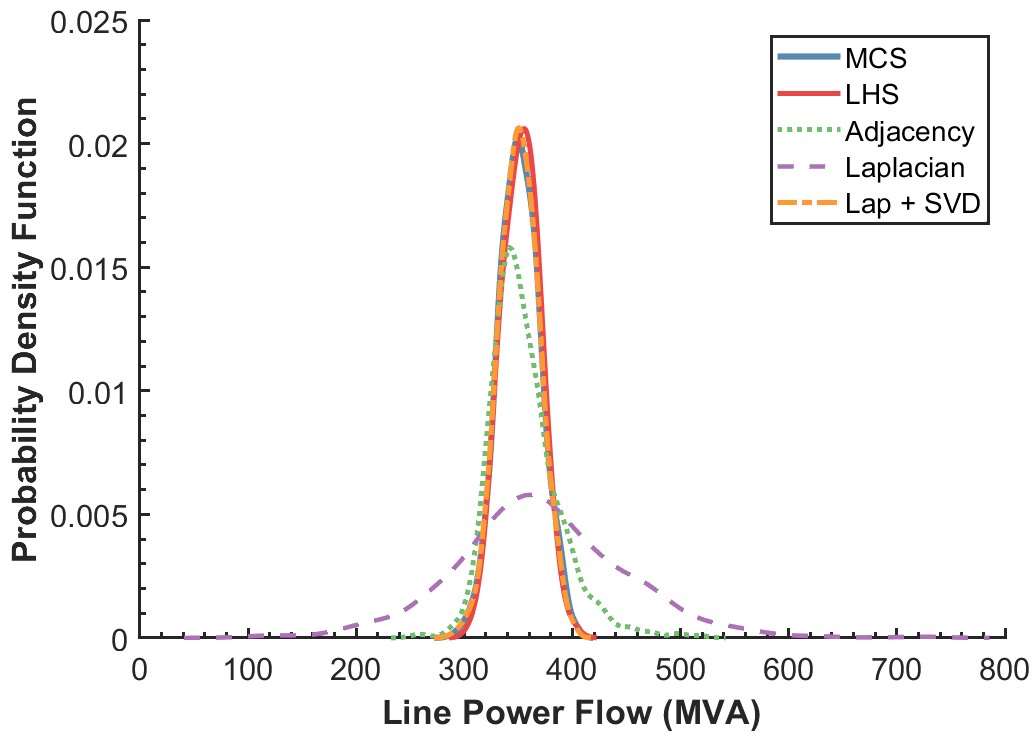 0.025
0.02
0.015
0.01
0.005
0
Probability Density Function
MCS
LHS
Adjacency
Laplacian
Lap + SVD
0 100 200 300 400 500 600 700 800
Line Power Flow (MVA)